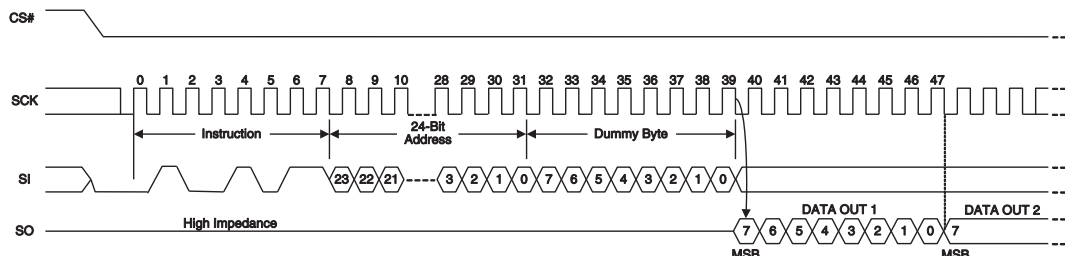 CS#
0 1 2 3 4 5 6 7 8 9 10 28 29 30 31 32 33 34 35 36 37 38 39 40 41 42 43 44 45 46 47
SCK
Instruction
24-Bit
Address
Dummy Byte
SI
23 22 21 3 2 1 0 7 6 5 4 3 2 1 0
High Impedance
DATA OUT 1
DATA OUT 2
SO
7 6 5 4 3 2 1 0 7
MSB
MSB